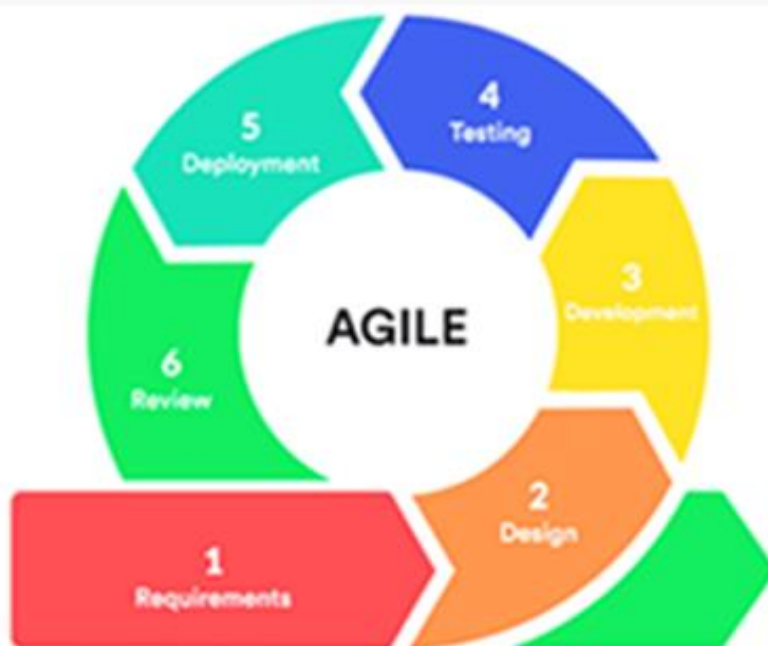 5
Deployment
4
Testing
3
Development
AGILE
6
Review
2
Design
1
Requirements